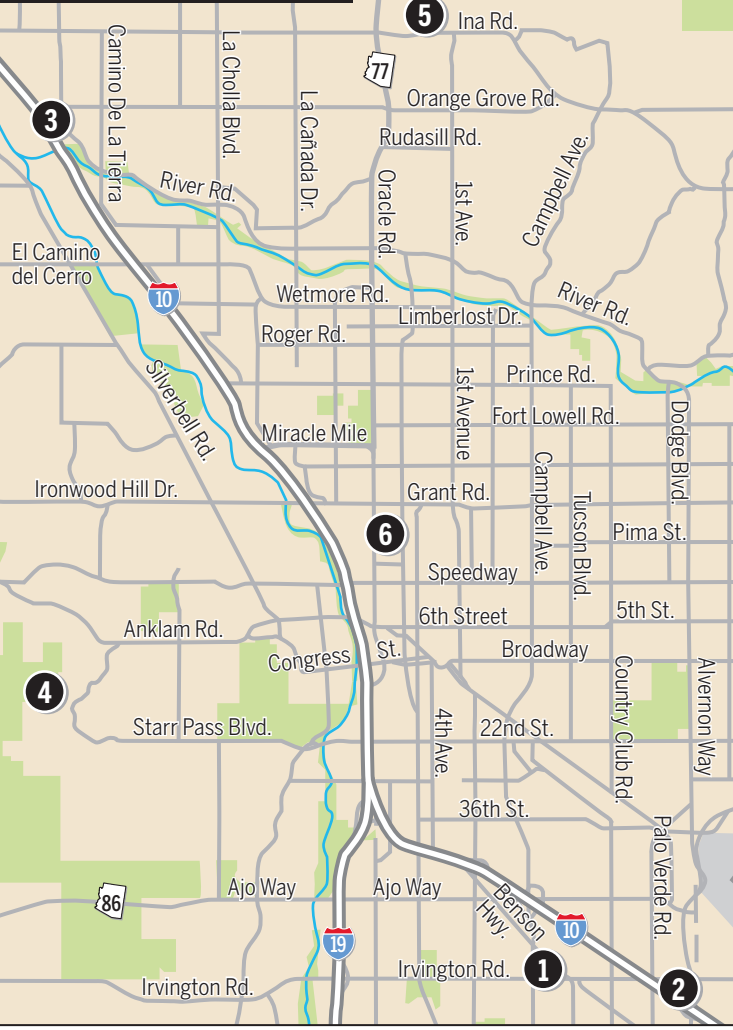 5
Ina Rd.
77
Camino De La Tierra
La Cholla Blvd.
La Cañada Dr.
Orange Grove Rd.
3
Rudasill Rd.
Campbell Ave.
River Rd.
Oracle Rd.
1st Ave.
El Camino
del Cerro
10
Wetmore Rd.
River Rd.
Limberlost Dr.
Roger Rd.
Silverbell Rd.
1st Avenue
Prince Rd.
Fort Lowell Rd.
Dodge Blvd.
Miracle Mile
Campbell Ave.
Ironwood Hill Dr.
Grant Rd.
Tucson Blvd.
6
Pima St.
Speedway
6th Street
5th St.
Anklam Rd.
Congress St.
Broadway
Country Club Rd.
Alvernon Way
4
4th Ave.
Starr Pass Blvd.
22nd St.
36th St.
Palo Verde Rd.
86
Ajo Way
Ajo Way
Benson
Hwy.
10
19
Irvington Rd.
1
2
Irvington Rd.